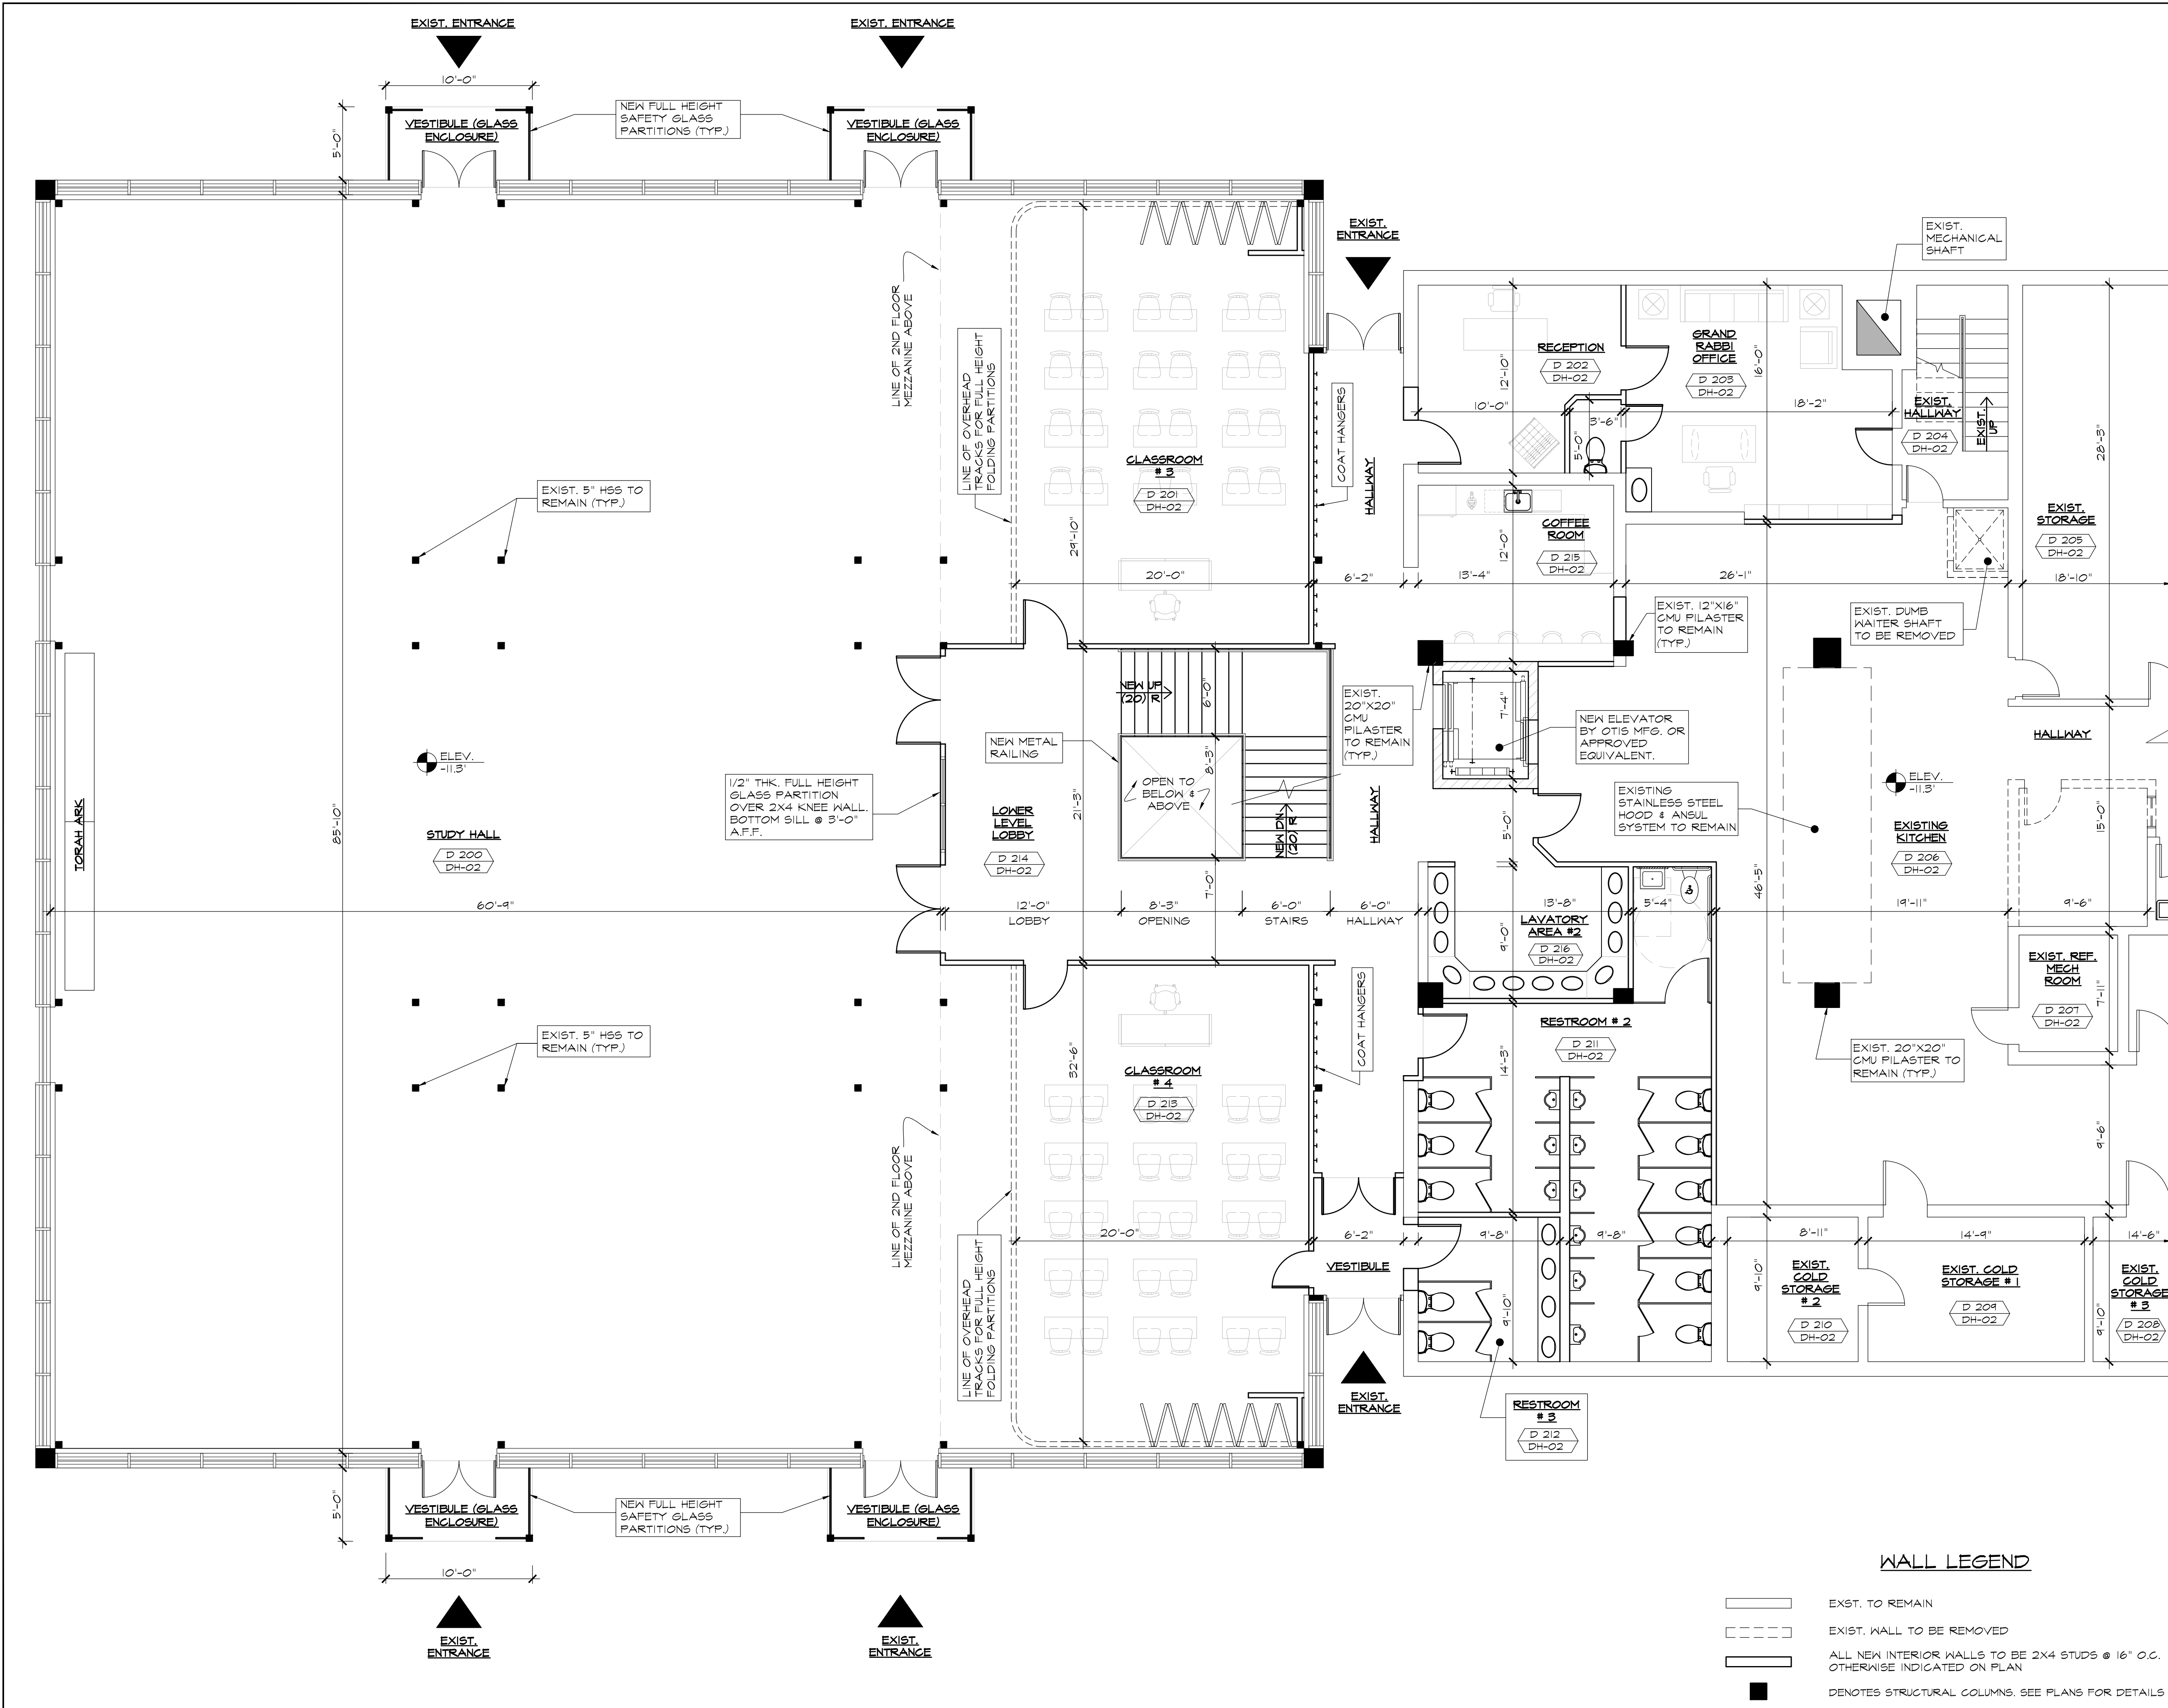 EXIST. ENTRANCE
EXIST. ENTRANCE
10'-0"
5'-0"
VESTIBULE (GLASS
ENCLOSURE)
NEW FULL HEIGHT
SAFETY GLASS
PARTITIONS (TYP.)
VESTIBULE (GLASS
ENCLOSURE)
LINE OF 2ND FLOOR
MEZZANINE ABOVE
LINE OF OVERHEAD
TRACKS FOR FULL HEIGHT
FOLDING PARTITIONS
EXIST. 5" HSS TO
REMAIN (TYP.)
CLASSROOM
# 3
D 201
DH-02
29'-10"
20'-0"
EXIST.
ENTRANCE
COAT HANGERS
HALLWAY
6'-2"
RECEPTION
D 202
DH-02
12'-10"
10'-0"
3'-6"
5'-0"
GRAND
RABBI
OFFICE
D 203
DH-02
16'-0"
18'-2"
EXIST.
MECHANICAL
SHAFT
EXIST.
HALLWAY
D 204
DH-02
EXIST.
UP
28'-3"
EXIST.
STORAGE
D 205
DH-02
18'-10"
COFFEE
ROOM
D 215
DH-02
12'-0"
13'-4"
26'-1"
EXIST. 12"X16"
CMU PILASTER
TO REMAIN
(TYP.)
EXIST. DUMB
WAITER SHAFT
TO BE REMOVED
TORAH ARK
ELEV.
-11.3'
85'-10"
STUDY HALL
D 200
DH-02
60'-9"
1/2" THK. FULL HEIGHT
GLASS PARTITION
OVER 2X4 KNEE WALL.
BOTTOM SILL @ 3'-0"
A.F.F.
NEW METAL
RAILING
LOWER
LEVEL
LOBBY
D 214
DH-02
21'-3"
NEW UP
(20) R
6'-0"
8'-3"
OPEN TO
BELOW &
ABOVE
NEW DN
(20) R
7'-0"
12'-0"
LOBBY
8'-3"
OPENING
6'-0"
STAIRS
6'-0"
HALLWAY
EXIST.
20"X20"
CMU
PILASTER
TO REMAIN
(TYP.)
HALLWAY
7'-4"
NEW ELEVATOR
BY OTIS MFG. OR
APPROVED
EQUIVALENT.
5'-0"
EXISTING
STAINLESS STEEL
HOOD & ANSUL
SYSTEM TO REMAIN
HALLWAY
ELEV.
-11.3'
EXISTING
KITCHEN
D 206
DH-02
15'-0"
46'-5"
19'-11"
9'-6"
13'-8"
5'-4"
LAVATORY
AREA #2
D 216
DH-02
9'-0"
EXIST. REF.
MECH
ROOM
D 207
DH-02
7'-11"
EXIST. 20"X20"
CMU PILASTER TO
REMAIN (TYP.)
EXIST. 5" HSS TO
REMAIN (TYP.)
32'-6"
CLASSROOM
# 4
D 213
DH-02
COAT HANGERS
RESTROOM # 2
D 211
DH-02
14'-3"
9'-6"
LINE OF 2ND FLOOR
MEZZANINE ABOVE
LINE OF OVERHEAD
TRACKS FOR FULL HEIGHT
FOLDING PARTITIONS
20'-0"
6'-2"
VESTIBULE
9'-8"
9'-8"
9'-10"
9'-10"
8'-11"
EXIST.
COLD
STORAGE
# 2
D 210
DH-02
14'-9"
EXIST. COLD
STORAGE # 1
D 209
DH-02
14'-6"
9'-10"
EXIST.
COLD
STORAGE
# 3
D 208
DH-02
EXIST.
ENTRANCE
RESTROOM
# 3
D 212
DH-02
5'-0"
VESTIBULE (GLASS
ENCLOSURE)
NEW FULL HEIGHT
SAFETY GLASS
PARTITIONS (TYP.)
VESTIBULE (GLASS
ENCLOSURE)
10'-0"
EXIST.
ENTRANCE
EXIST.
ENTRANCE
WALL LEGEND
EXST. TO REMAIN
EXIST. WALL TO BE REMOVED
ALL NEW INTERIOR WALLS TO BE 2X4 STUDS @ 16" O.C.
OTHERWISE INDICATED ON PLAN
DENOTES STRUCTURAL COLUMNS. SEE PLANS FOR DETAILS